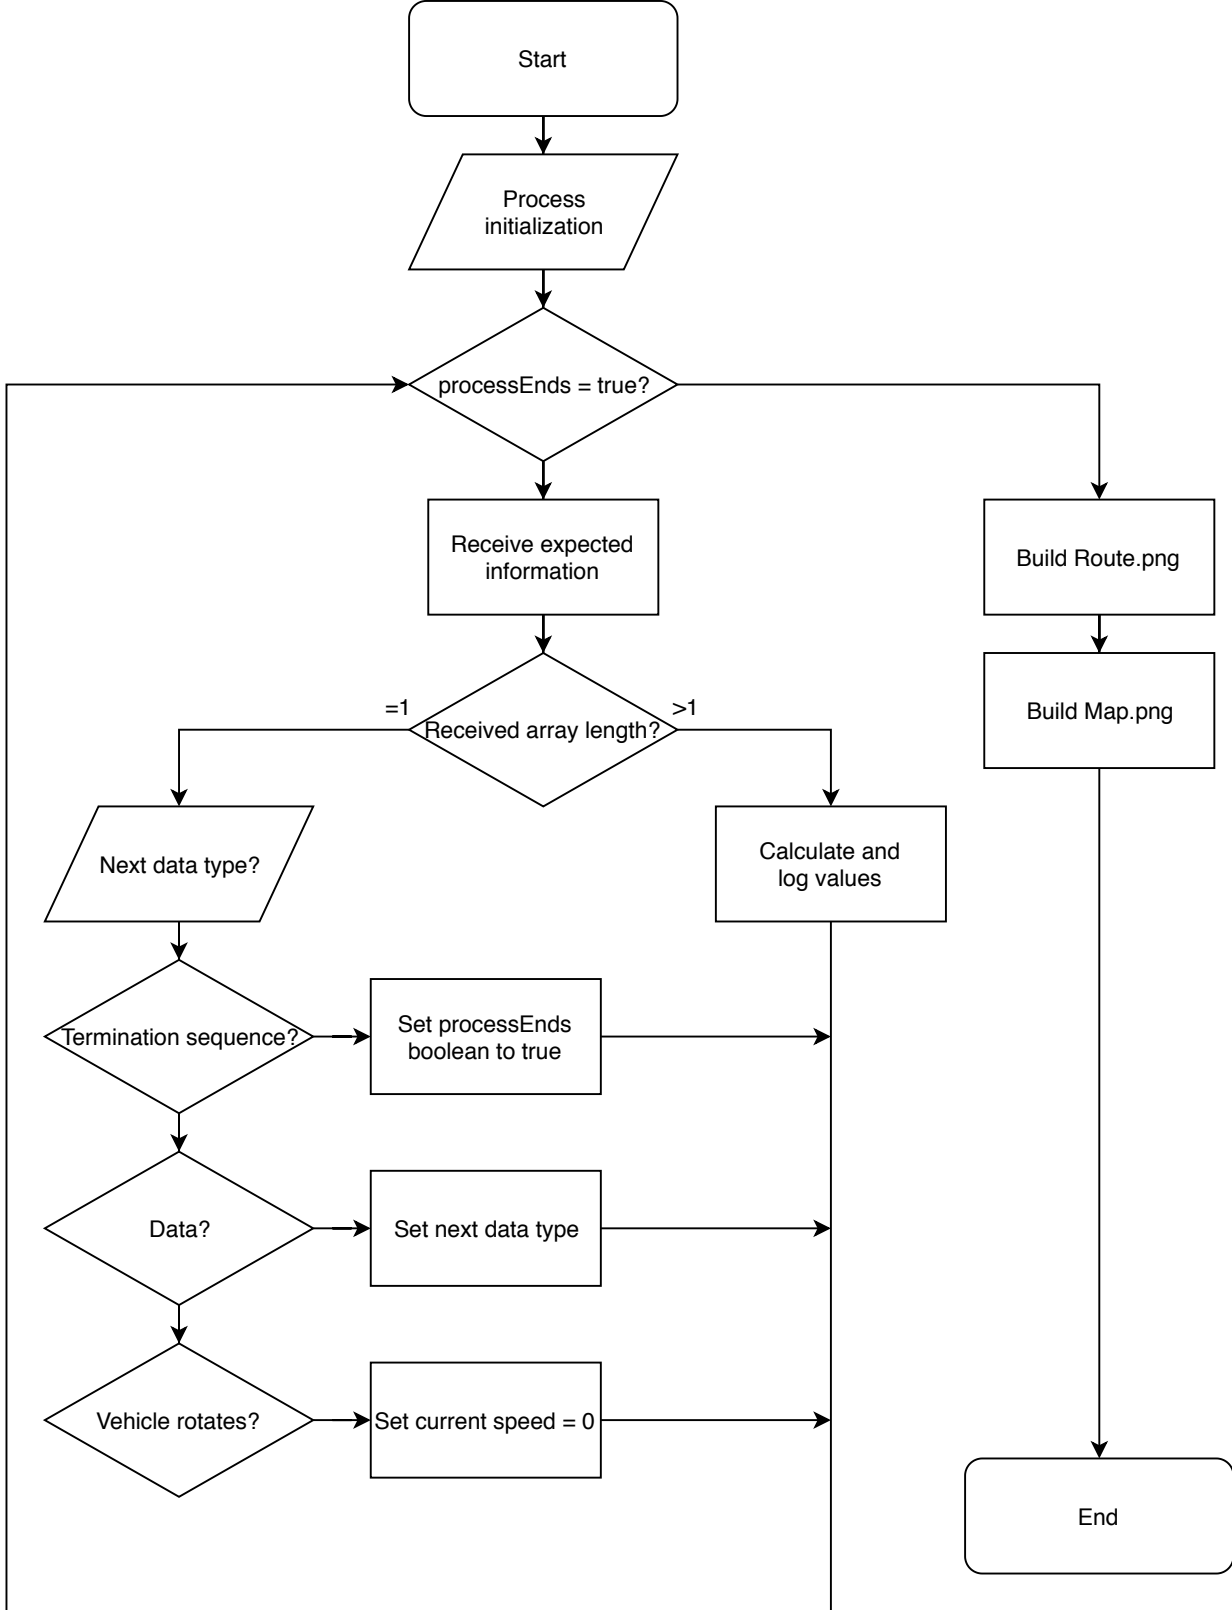 Start
Process
initialization
processEnds = true?
Receive expected
information
Build Route.png
=1
Received array length?
>1
Build Map.png
Next data type?
Calculate and
log values
Termination sequence?
Set processEnds
boolean to true
Data?
Set next data type
Vehicle rotates?
Set current speed = 0
End